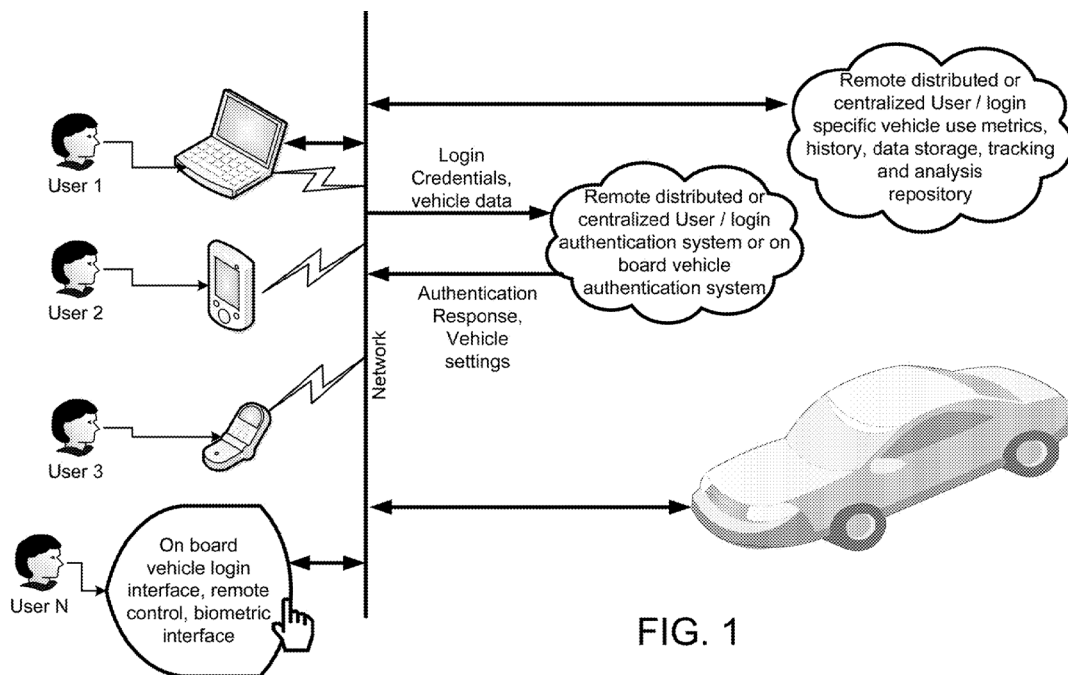 User 1
User 2
User 3
User N
On board
vehicle login
interface, remote
control, biometric
interface
Network
Login
Credentials,
vehicle data
Authentication
Response,
Vehicle
settings
Remote distributed or
centralized User / login
authentication system or on
board vehicle
authentication system
Remote distributed or
centralized User / login
specific vehicle use metrics,
history, data storage, tracking
and analysis
repository
FIG. 1